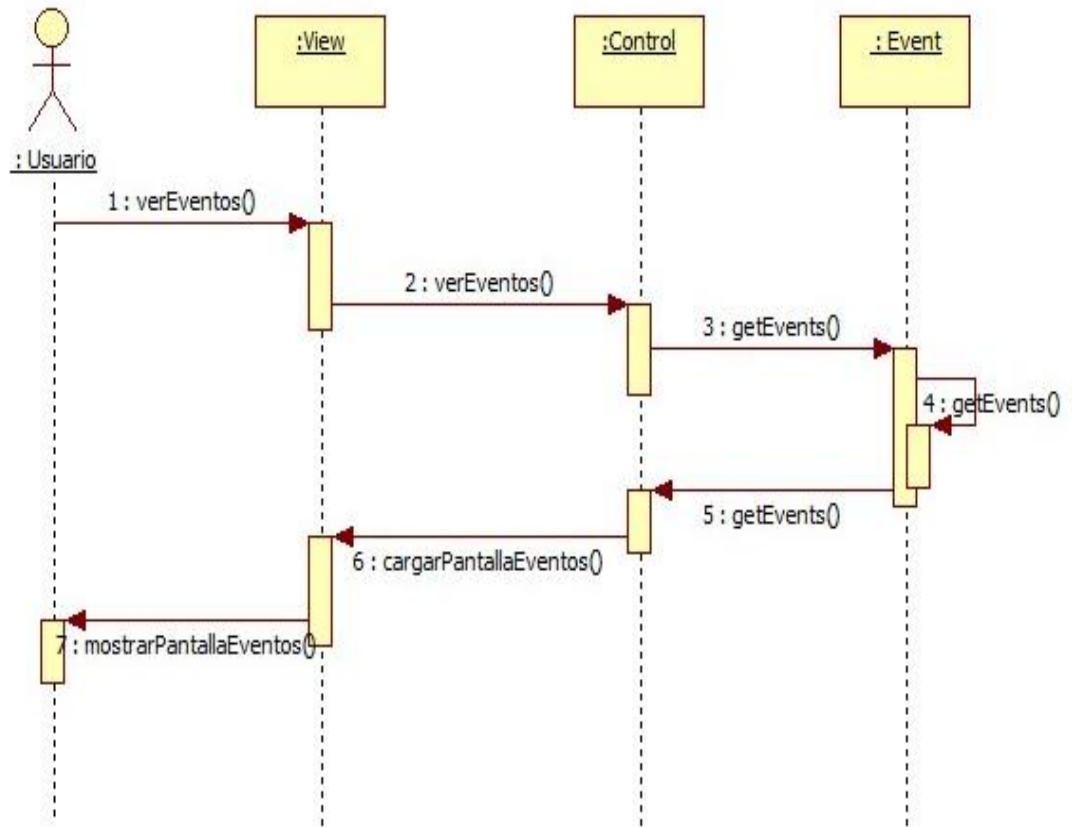 :View
:Control
: Event
: Usuario
1 : verEventos()
2 : verEventos()
3 : getEvents()
4 : getEvents()
5 : getEvents()
6 : cargarPantallaEventos()
7 : mostrarPantallaEventos()